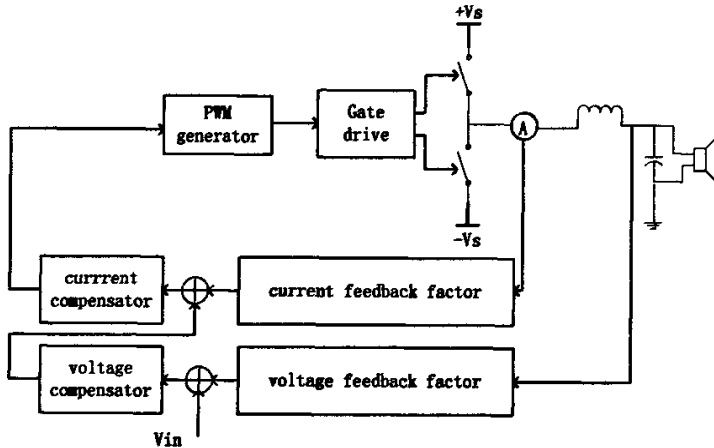 +Vs
PWM
generator
Gate
drive
A
-Vs
currrent
compensator
current feedback factor
voltage
compensator
voltage feedback factor
Vin